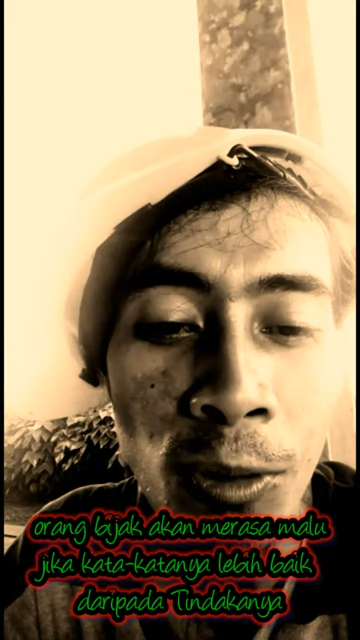 orang bijak akan merasa malu
jika kata-katanya lebih baik
daripada Tindakanya